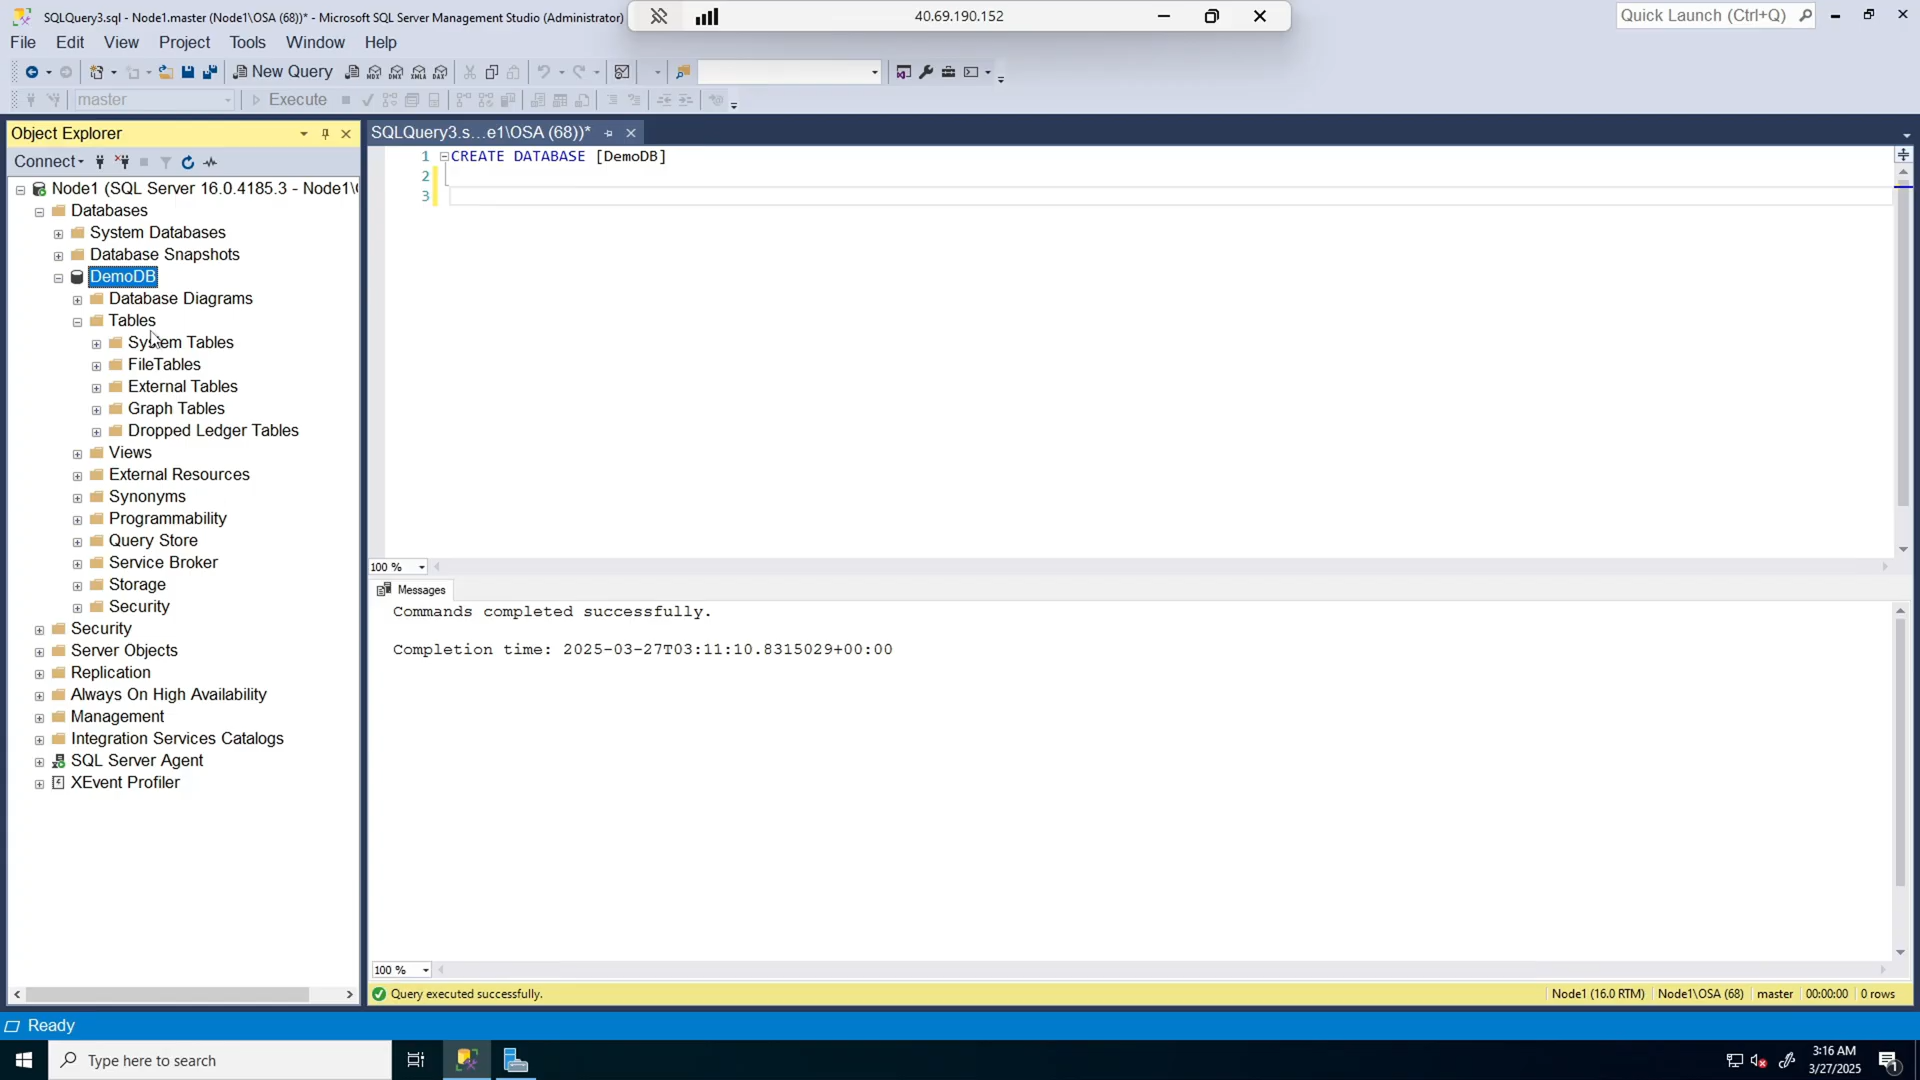 SQLQuery3.sql - Node1.master (Node1\OSA (68))* - Microsoft SQL Server Management Studio (Administrator)
40.69.190.152
Quick Launch (Ctrl+Q)
File Edit View Project Tools Window Help
New Query
MDX DMX XMLA DAX
master
Execute
Object Explorer
SQLQuery3.s...e1\OSA (68))*
Connect
Node1 (SQL Server 16.0.4185.3 - Node1\
Databases
System Databases
Database Snapshots
DemoDB
Database Diagrams
Tables
System Tables
FileTables
External Tables
Graph Tables
Dropped Ledger Tables
Views
External Resources
Synonyms
Programmability
Query Store
Service Broker
Storage
Security
Security
Server Objects
Replication
Always On High Availability
Management
Integration Services Catalogs
SQL Server Agent
XEvent Profiler
1 CREATE DATABASE [DemoDB]
2
3
100 %
Messages
Commands completed successfully.
Completion time: 2025-03-27T03:11:10.8315029+00:00
100 %
Query executed successfully.
Node1 (16.0 RTM) Node1\OSA (68) master 00:00:00 0 rows
Ready
Type here to search
3:16 AM
3/27/2025
1